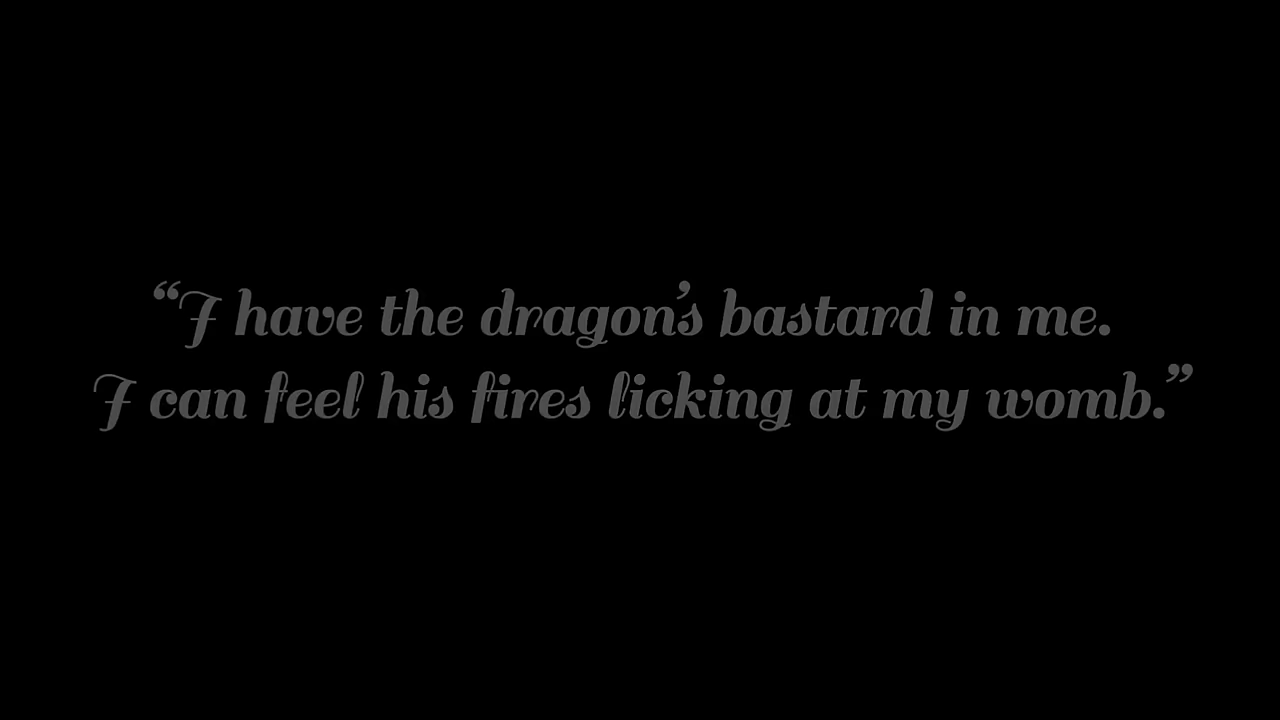 “I have the dragon’s bastard in me.
I can feel his fires licking at my womb.”